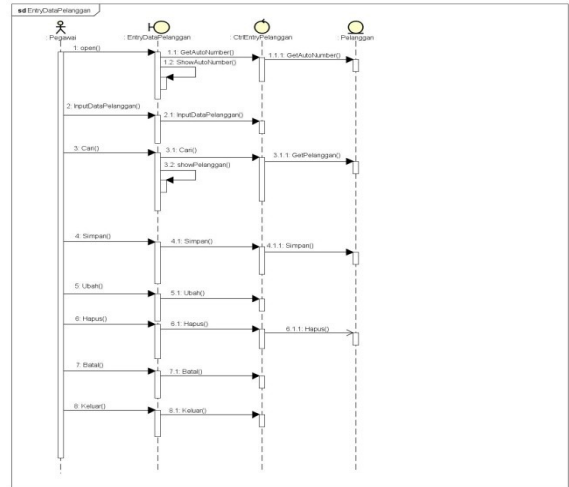 sd EntryDataPelanggan
: Pegawai
: EntryDataPelanggan
: CtrlEntryPelanggan
: Pelanggan
1: open()
1.1: GetAutoNumber()
1.1.1: GetAutoNumber()
1.2: ShowAutoNumber()
2: InputDataPelanggan()
2.1: InputDataPelanggan()
3: Cari()
3.1: Cari()
3.1.1: GetPelanggan()
3.2: showPelanggan()
4: Simpan()
4.1: Simpan()
4.1.1: Simpan()
5: Ubah()
5.1: Ubah()
6: Hapus()
6.1: Hapus()
6.1.1: Hapus()
7: Batal()
7.1: Batal()
8: Keluar()
8.1: Keluar()